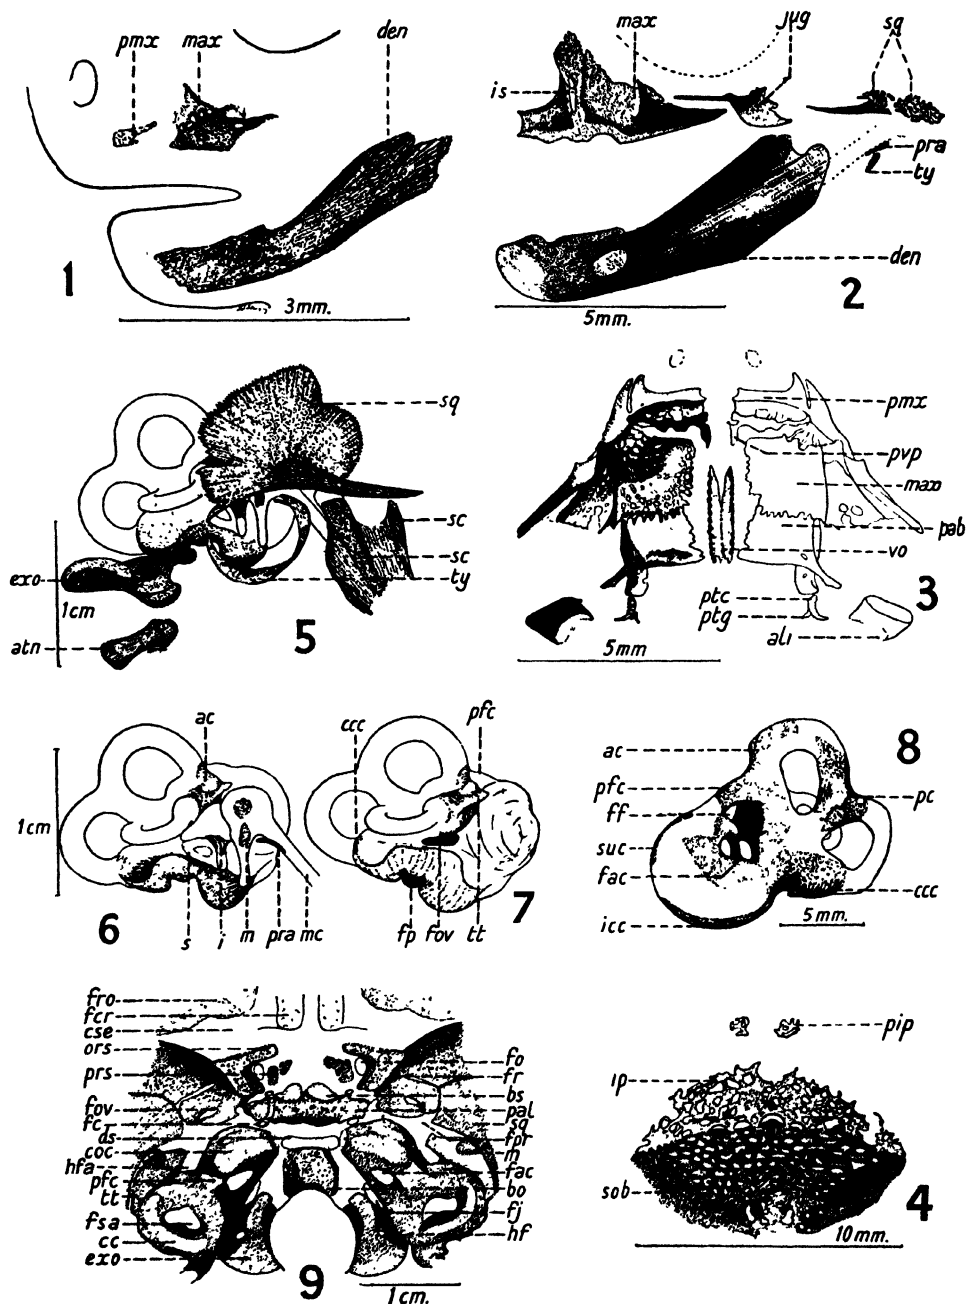 pmx
max
den
1
3mm.
max
jug
sq
is
pra
ty
den
2
5mm.
sq
sc
sc
ty
exo
1cm
atn
5
pmx
pvp
max
pab
vo
ptc
ptg
ali
3
5mm
ac
1cm
6
s
i
m
pra
mc
ccc
pfc
7
fp
fov
tt
8
ac
pfc
ff
suc
fac
icc
pc
ccc
5mm.
fro
fcr
cse
ors
prs
fov
fc
ds
coc
hfa
pfc
tt
fsa
cc
exo
fo
fr
bs
pal
sq
fpr
m
fac
bo
fj
hf
9
1cm.
pip
ip
sob
4
10mm.